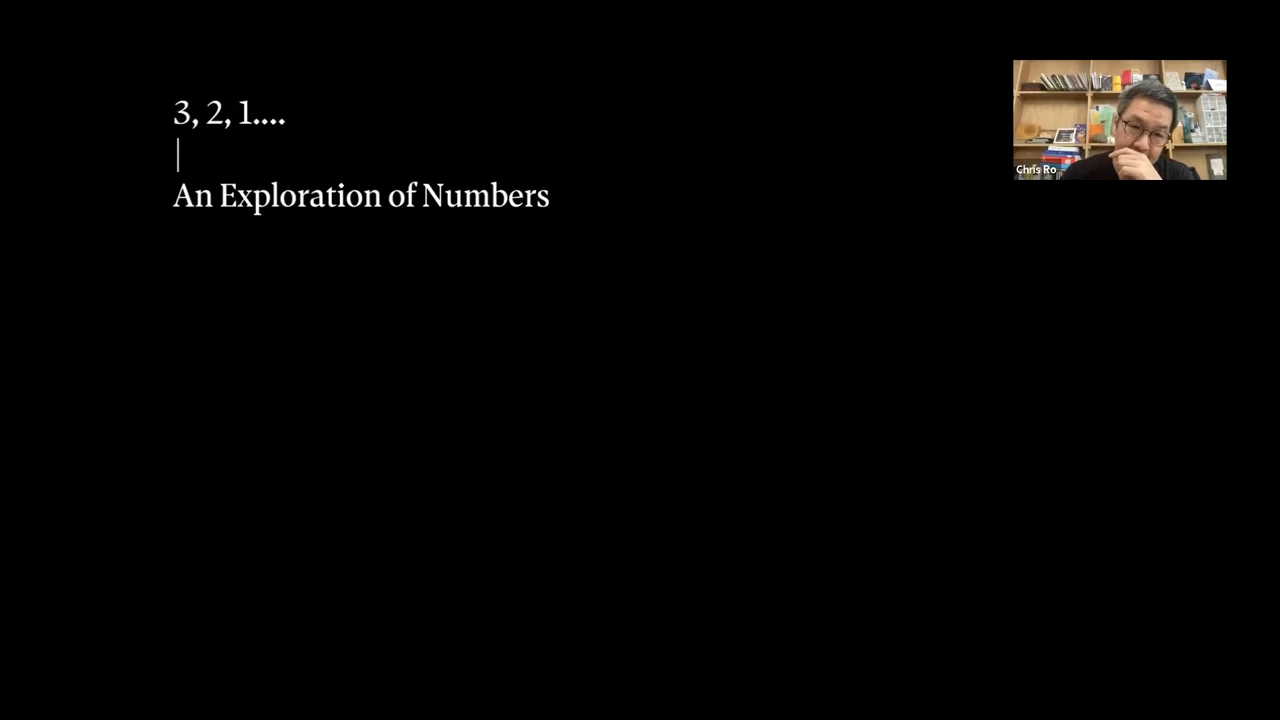 3, 2, 1....
|
An Exploration of Numbers
Chris Ro